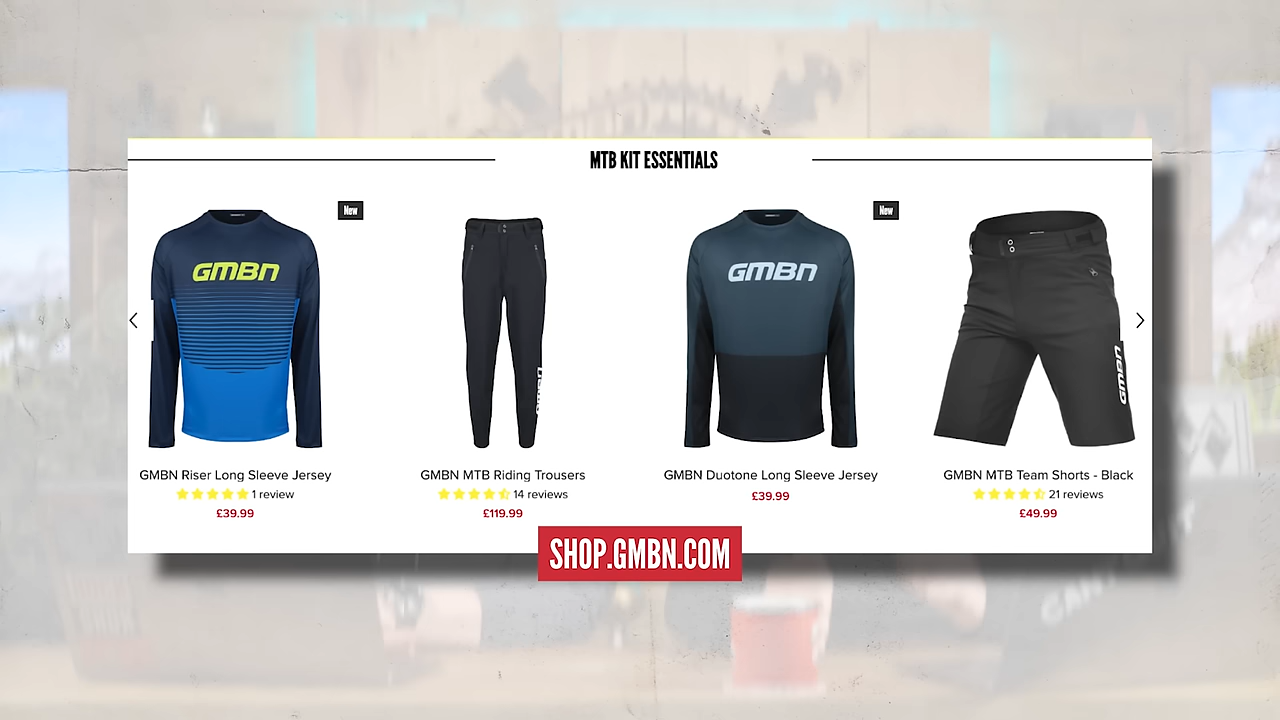 MTB KIT ESSENTIALS
New
New
GMBN
GMBN
GMBN
GMBN
GMBN Riser Long Sleeve Jersey
1 review
£39.99
GMBN MTB Riding Trousers
14 reviews
£119.99
GMBN Duotone Long Sleeve Jersey
£39.99
GMBN MTB Team Shorts - Black
21 reviews
£49.99
SHOP.GMBN.COM